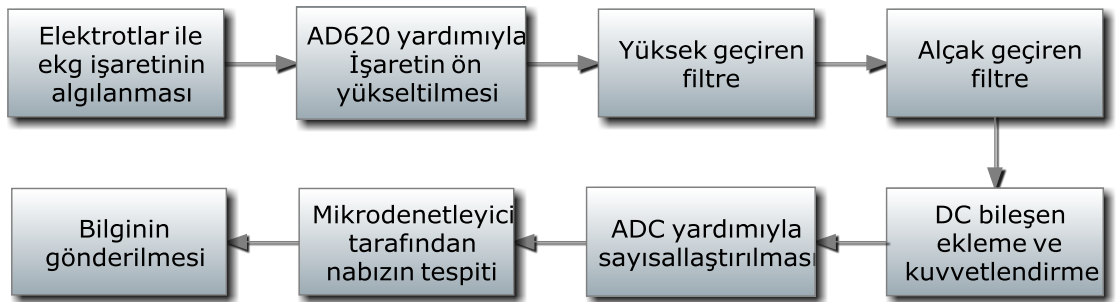 Elektrotlar ile
ekg işaretinin
algılanması
AD620 yardımıyla
İşaretin ön
yükseltilmesi
Yüksek geçiren
filtre
Alçak geçiren
filtre
DC bileşen
ekleme ve
kuvvetlendirme
ADC yardımıyla
sayısallaştırılması
Mikrodenetleyici
tarafından
nabızın tespiti
Bilginin
gönderilmesi